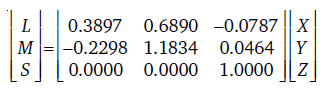 L 0.3897 0.6890 −0.0787 X
M = −0.2298 1.1834 0.0464 Y
S 0.0000 0.0000 1.0000 Z